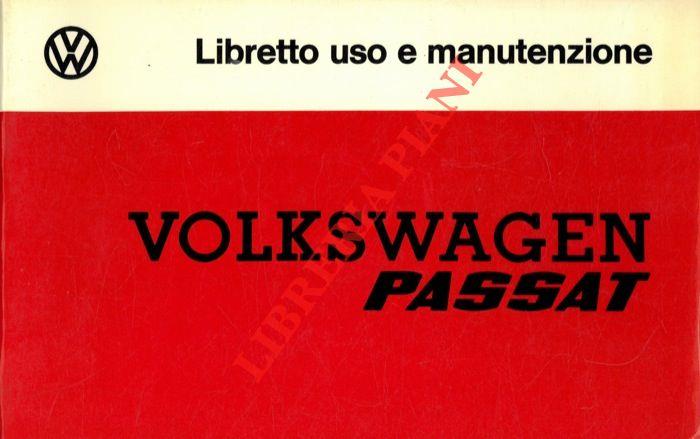 Libretto uso e manutenzione
VOLKSWAGEN
PASSAT
LIBRERIA PIANI